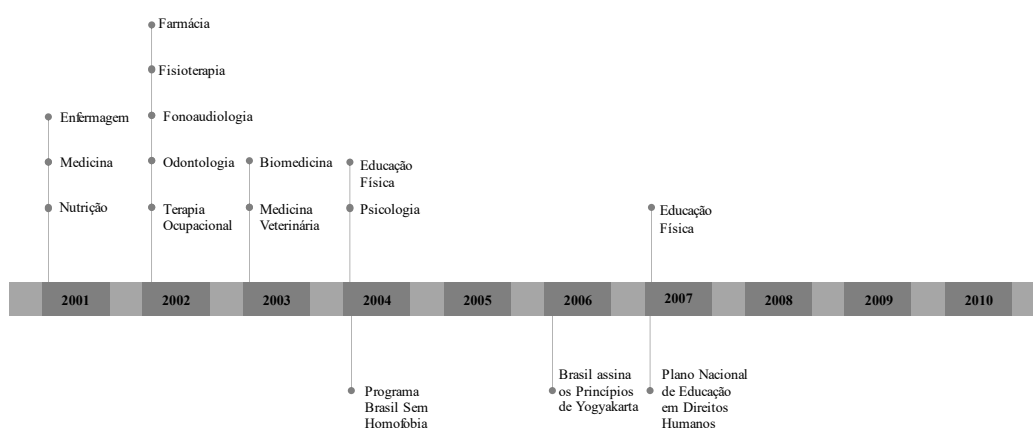 Farmácia
Fisioterapia
Enfermagem
Fonoaudiologia
Medicina
Odontologia
Biomedicina
Educação
Física
Nutrição
Terapia
Ocupacional
Medicina
Veterinária
Psicologia
Educação
Física
2001 2002 2003 2004 2005 2006 2007 2008 2009 2010
Programa
Brasil Sem
Homofobia
Brasil assina
os Princípios
de Yogyakarta
Plano Nacional
de Educação
em Direitos
Humanos